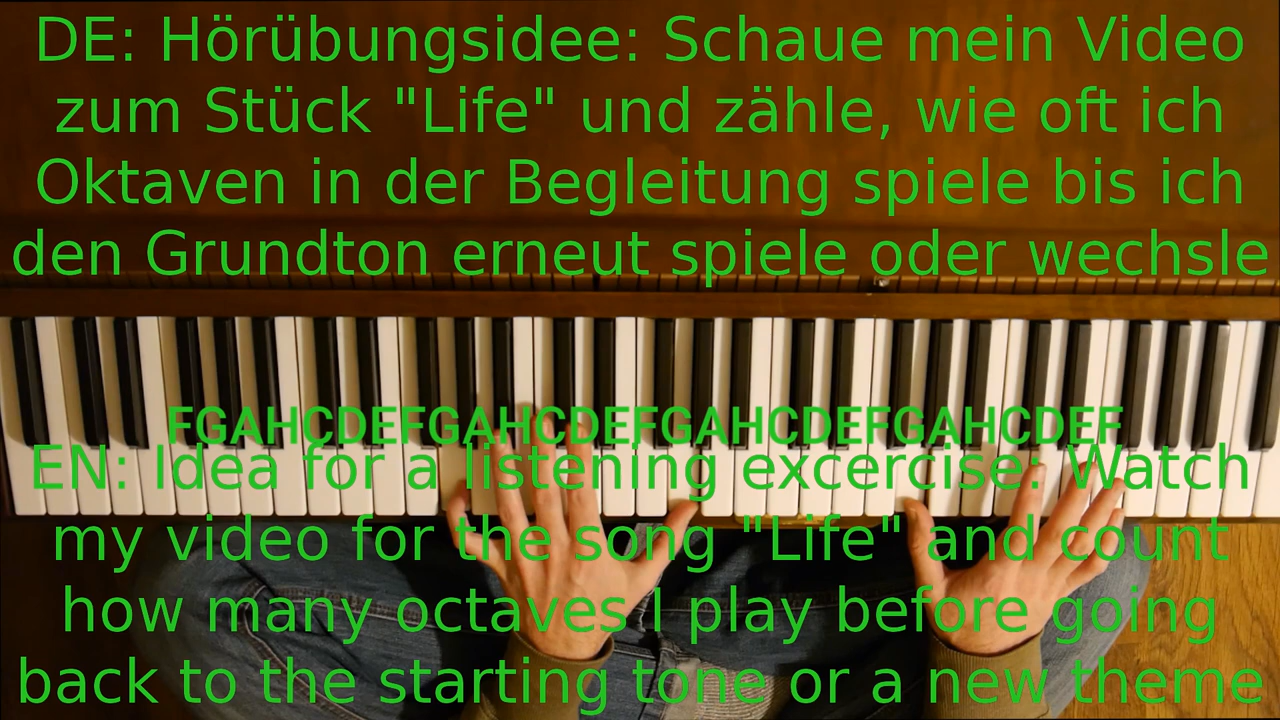 DE: Hörübungsidee: Schaue mein Video
zum Stück "Life" und zähle, wie oft ich
Oktaven in der Begleitung spiele bis ich
den Grundton erneut spiele oder wechsle
FGAHCDEFGAHCDEFGAHCDEFGAHCDEF
EN: Idea for a listening excercise: Watch
my video for the song "Life" and count
how many octaves I play before going
back to the starting tone or a new theme